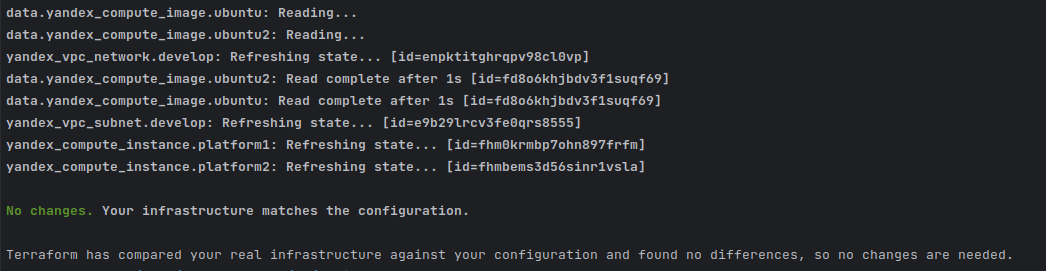 data.yandex_compute_image.ubuntu: Reading...
data.yandex_compute_image.ubuntu2: Reading...
yandex_vpc_network.develop: Refreshing state... [id=enpktitghrqpv98cl0vp]
data.yandex_compute_image.ubuntu2: Read complete after 1s [id=fd8o6khjbdv3f1suqf69]
data.yandex_compute_image.ubuntu: Read complete after 1s [id=fd8o6khjbdv3f1suqf69]
yandex_vpc_subnet.develop: Refreshing state... [id=e9b29lrcv3fe0qrs8555]
yandex_compute_instance.platform1: Refreshing state... [id=fhm0krmbp7ohn897frfm]
yandex_compute_instance.platform2: Refreshing state... [id=fhmbems3d56sinr1vsla]
No changes. Your infrastructure matches the configuration.
Terraform has compared your real infrastructure against your configuration and found no differences, so no changes are needed.